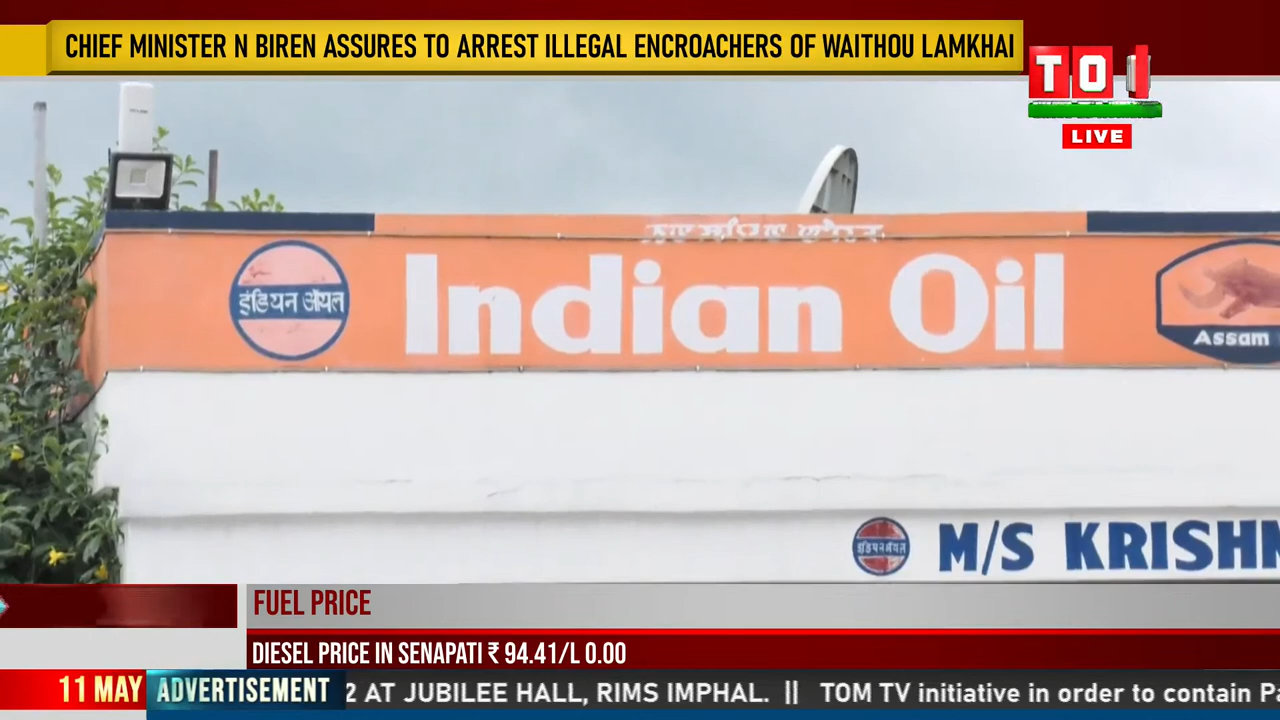 CHIEF MINISTER N BIREN ASSURES TO ARREST ILLEGAL ENCROACHERS OF WAITHOU LAMKHAI
TO
LIVE
इंडियन ऑयल
Indian Oil
Assam
इंडियनऑयल
M/S KRISHN
FUEL PRICE
DIESEL PRICE IN SENAPATI ₹ 94.41/L 0.00
11 MAY
ADVERTISEMENT
2 AT JUBILEE HALL, RIMS IMPHAL. || TOM TV initiative in order to contain Pa